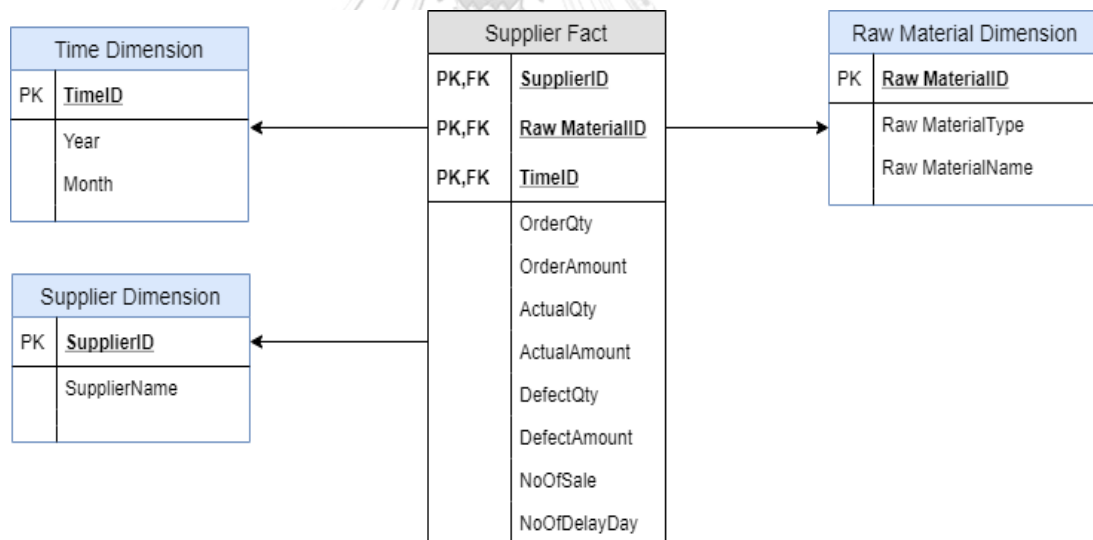 Time Dimension
PK TimeID
Year
Month
Supplier Dimension
PK SupplierID
SupplierName
Supplier Fact
PK,FK SupplierID
PK,FK Raw MaterialID
PK,FK TimeID
OrderQty
OrderAmount
ActualQty
ActualAmount
DefectQty
DefectAmount
NoOfSale
NoOfDelayDay
Raw Material Dimension
PK Raw MaterialID
Raw MaterialType
Raw MaterialName